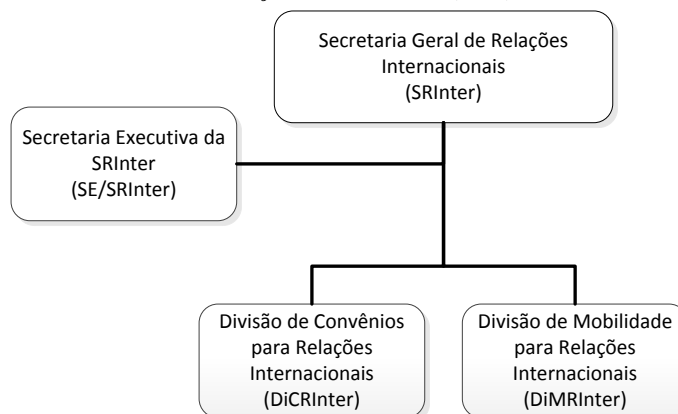 Secretaria Geral de Relações
Internacionais
(SRInter)
Secretaria Executiva da
SRInter
(SE/SRInter)
Divisão de Convênios
para Relações
Internacionais
(DiCRInter)
Divisão de Mobilidade
para Relações
Internacionais
(DiMRInter)